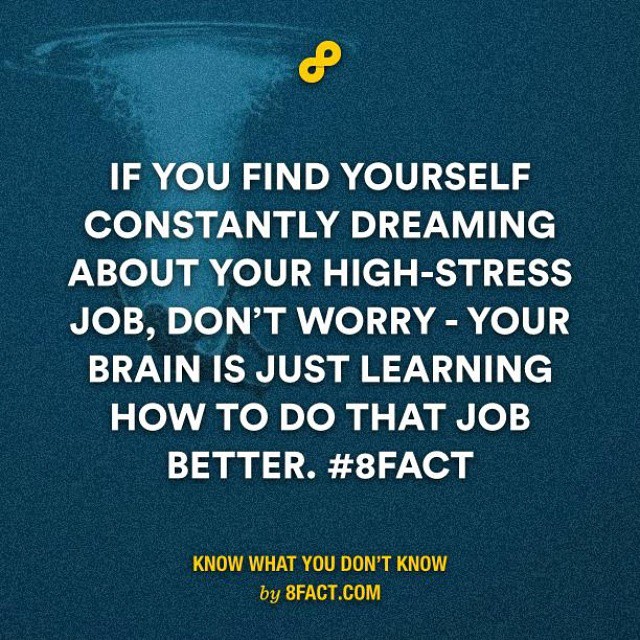 IF YOU FIND YOURSELF
CONSTANTLY DREAMING
ABOUT YOUR HIGH-STRESS
JOB, DON'T WORRY - YOUR
BRAIN IS JUST LEARNING
HOW TO DO THAT JOB
BETTER. #8FACT
KNOW WHAT YOU DON'T KNOW
by 8FACT.COM